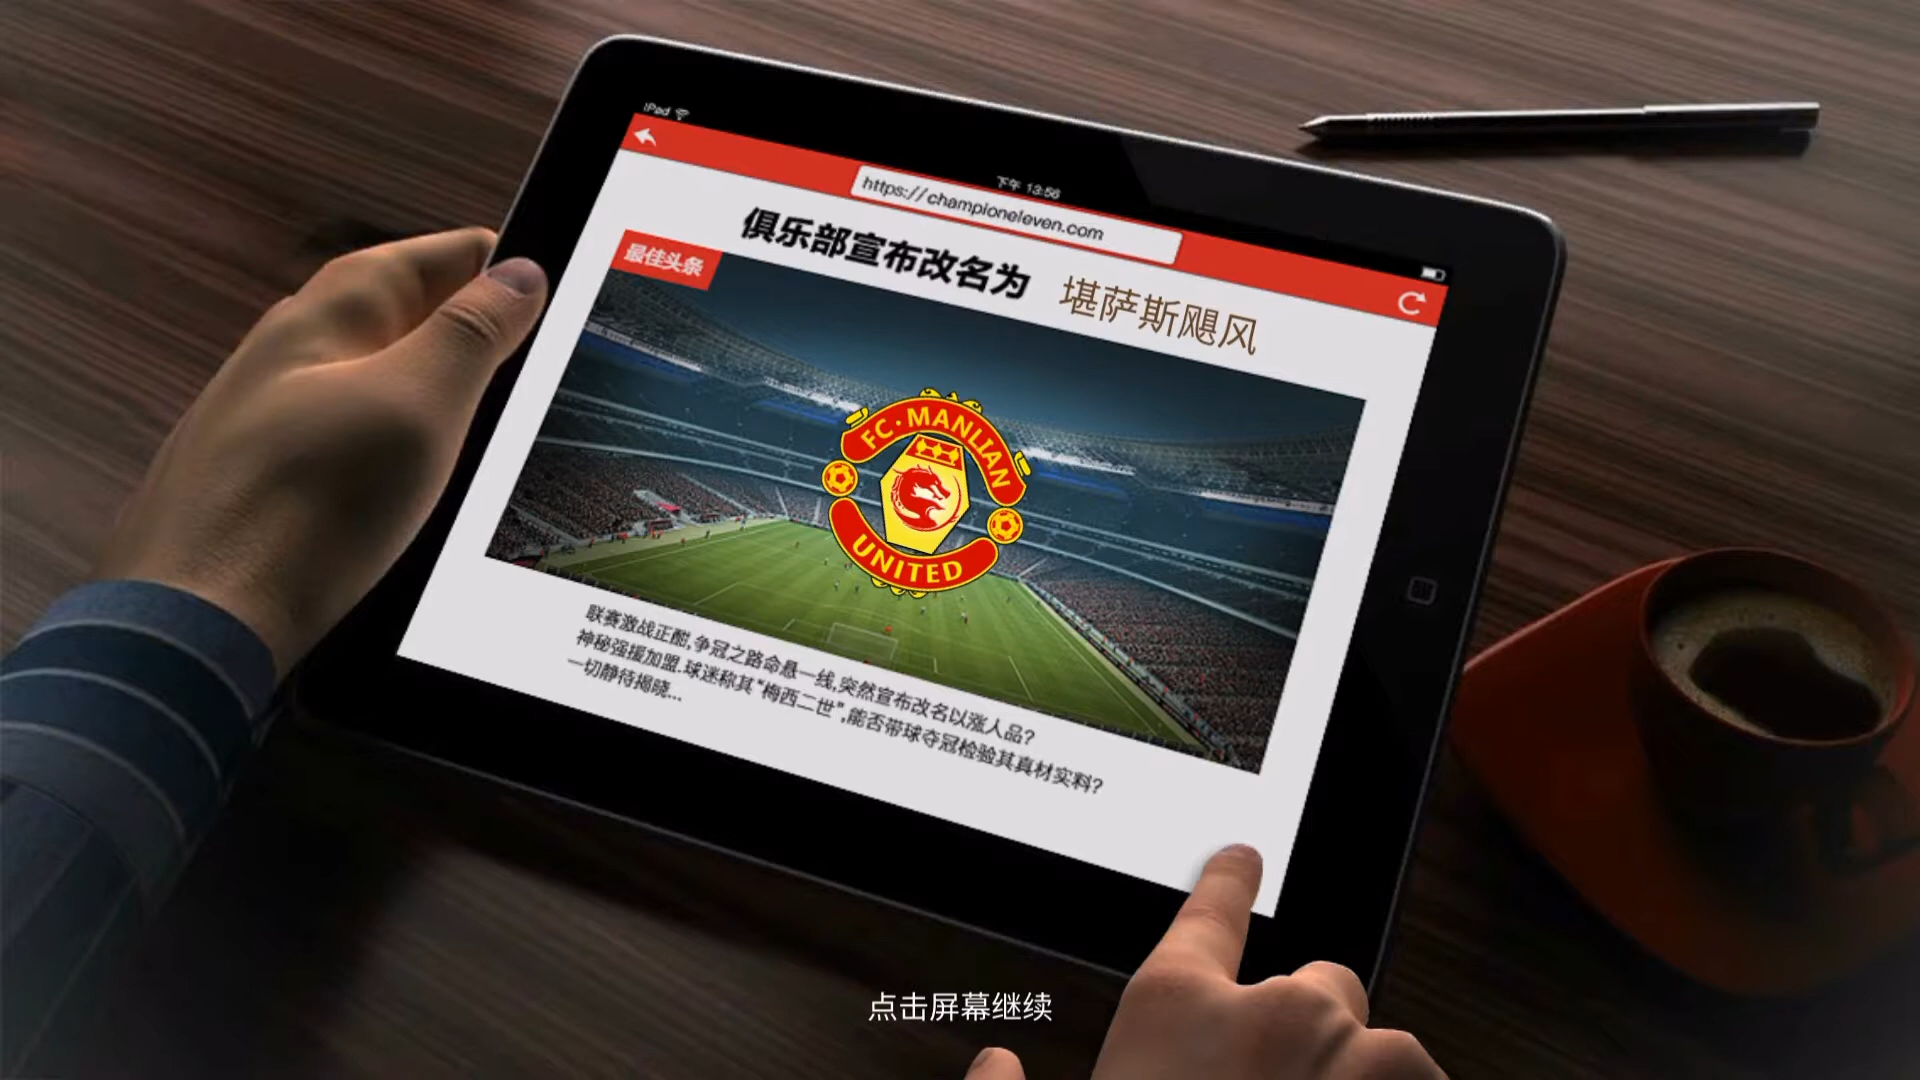 iPad
下午 13:56
https://championeleven.com
俱乐部宣布改名为 堪萨斯飓风
最佳头条
FC·MANLIAN
UNITED
联赛激战正酣,争冠之路命悬一线,突然宣布改名以涨人品?
神秘强援加盟.球迷称其“梅西二世”,能否带球夺冠检验其真材实料?
一切静待揭晓...
点击屏幕继续